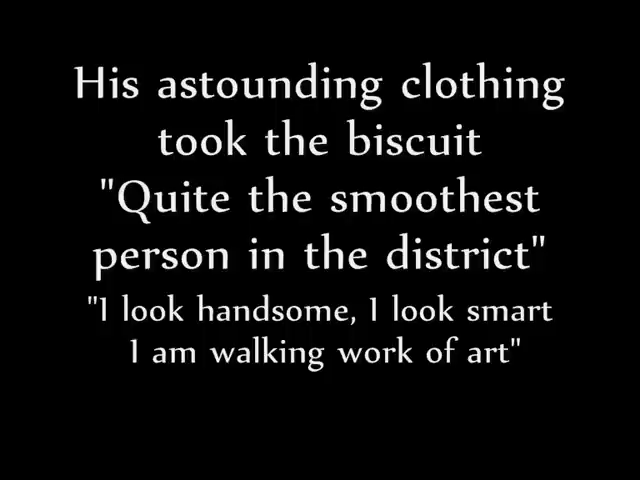 His astounding clothing
took the biscuit
"Quite the smoothest
person in the district"
"I look handsome, I look smart
I am walking work of art"